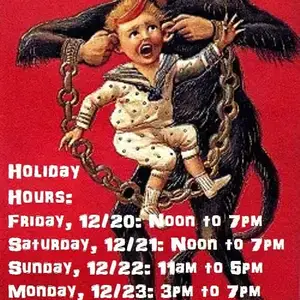 Holiday
Hours:
Friday, 12/20: Noon to 7pm
Saturday, 12/21: Noon to 7pm
Sunday, 12/22: 11am to 5pm
Monday, 12/23: 3pm to 7pm